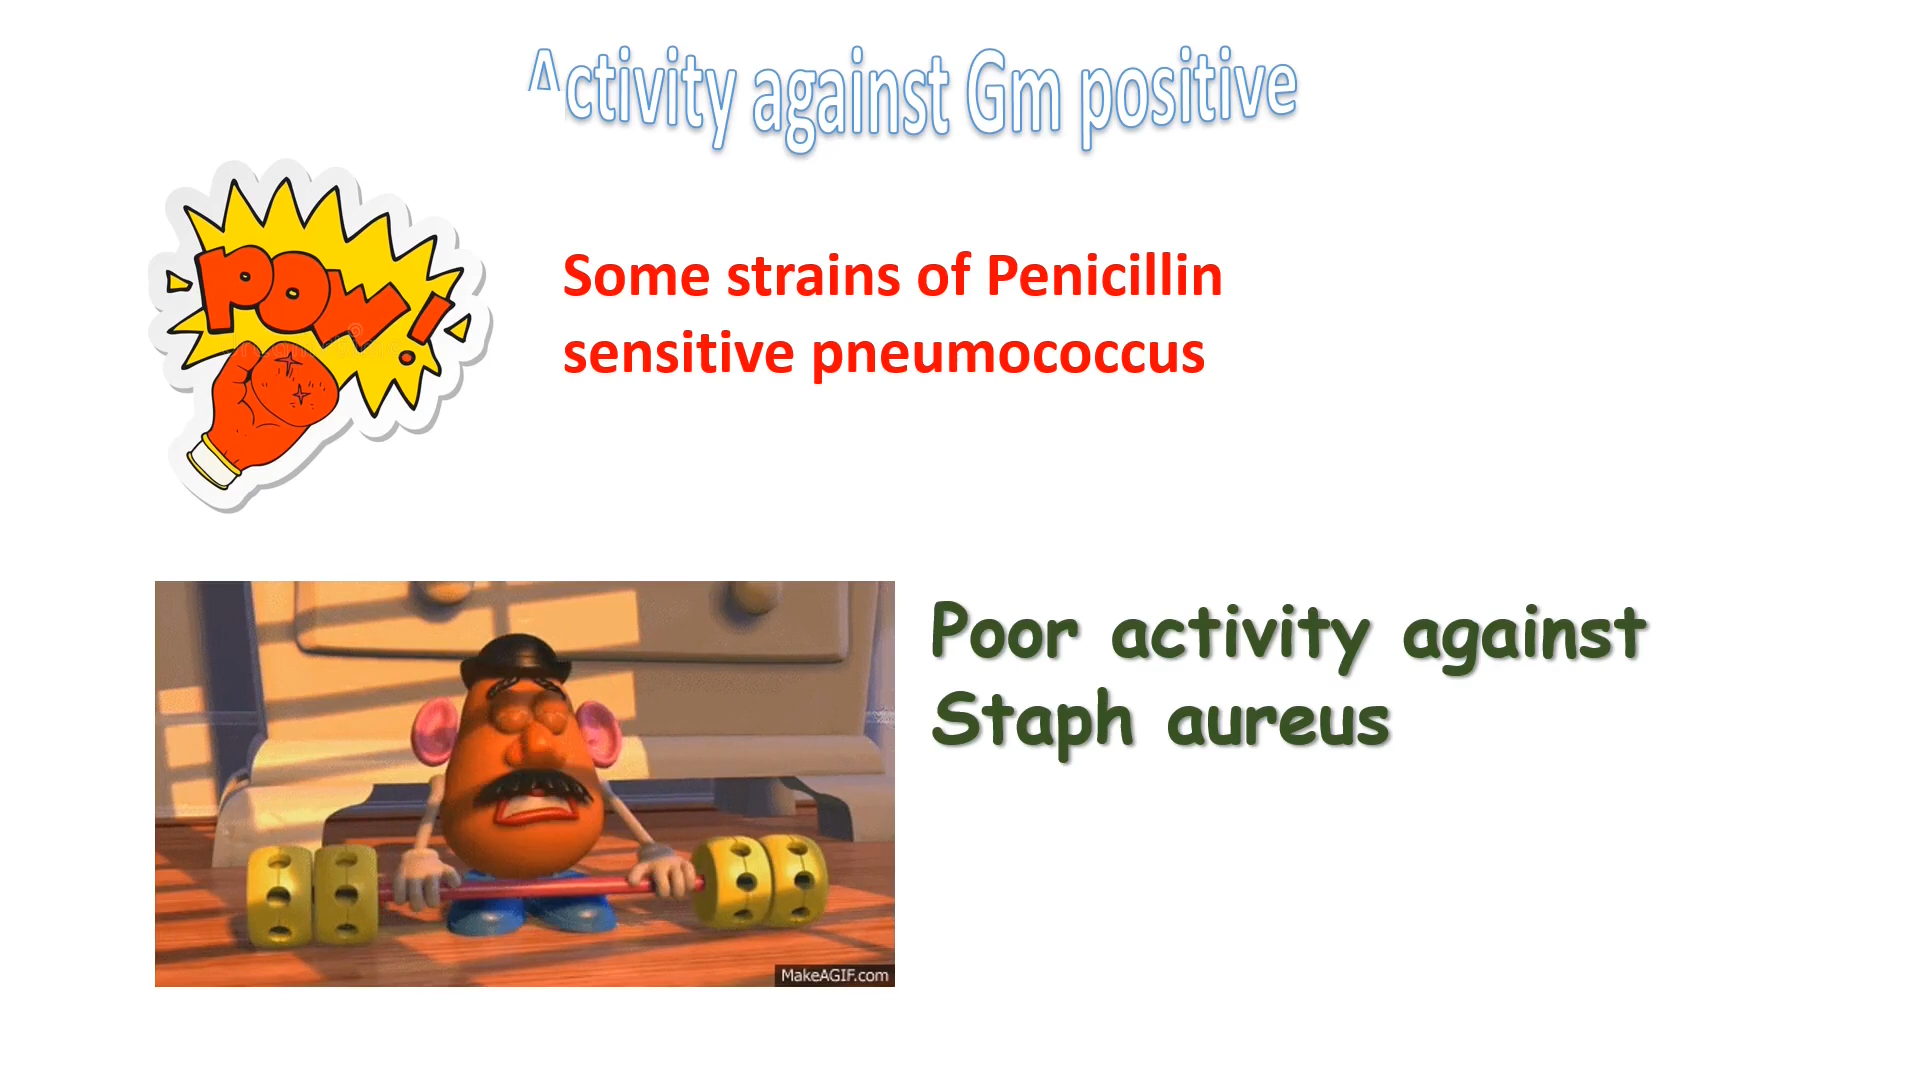 Activity against Gm positive
POW!
Some strains of Penicillin
sensitive pneumococcus
Poor activity against
Staph aureus
MakeAGIF.com